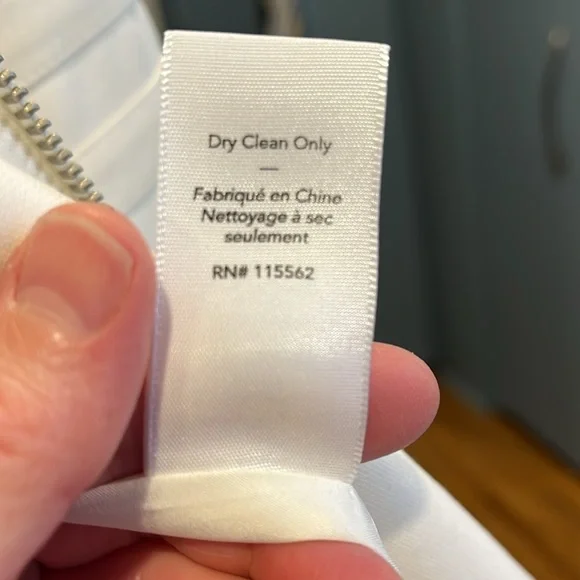 Dry Clean Only
—
Fabriqué en Chine
Nettoyage à sec
seulement
RN# 115562